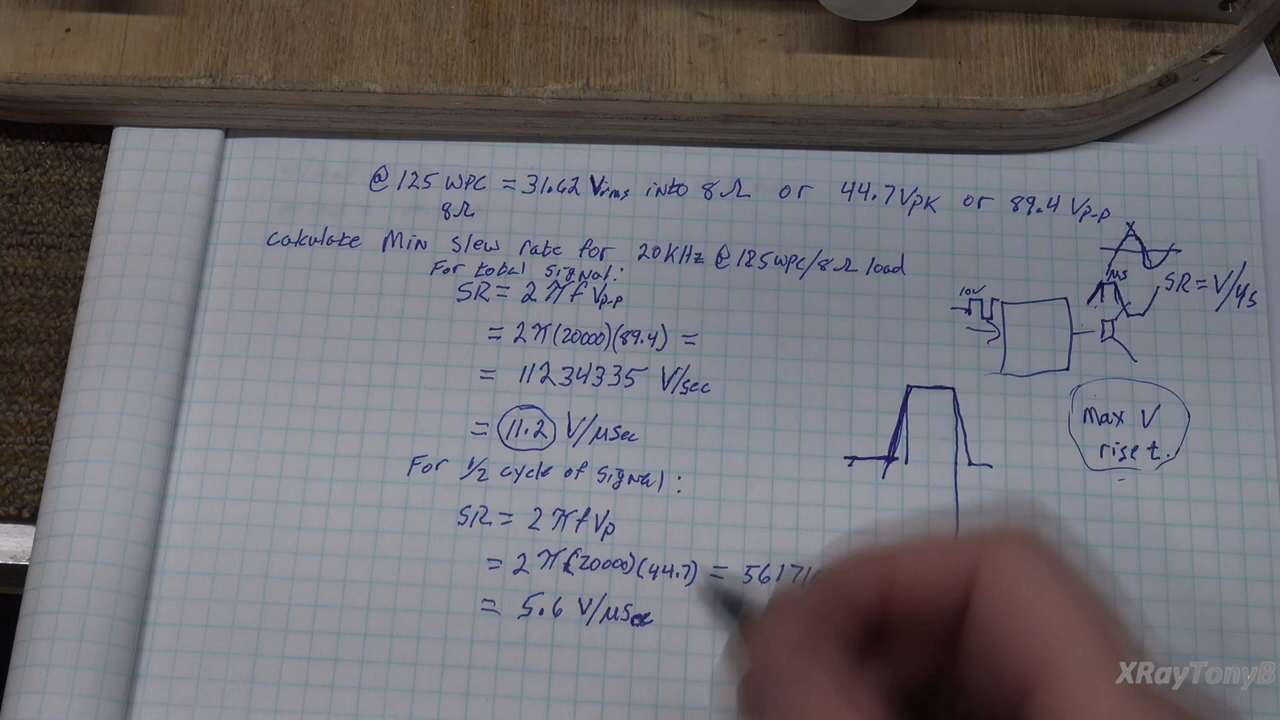 @ 125 WPC = 31.62 Vrms into 8Ω or 44.7 Vpk or 89.4 Vp-p
8Ω
Calculate Min Slew rate for 20KHz @ 125WPC/8Ω load
For total signal:
SR = 2πf Vp-p
= 2π(20000)(89.4) =
= 11234335 V/sec
= 11.2 V/μsec
For 1/2 cycle of signal:
SR = 2πf Vp
= 2π(20000)(44.7) = 56171
= 5.6 V/μsec
10V
SR = V/μs
Max V
rise t.
XRayTonyB